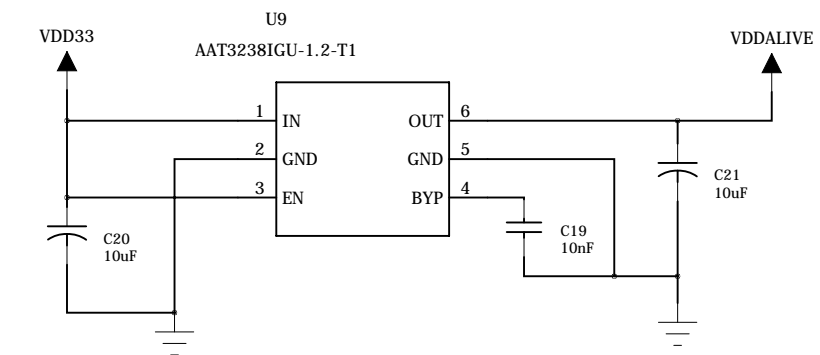 U9
VDD33
VDDALIVE
AAT3238IGU-1.2-T1
1
IN
OUT
6
2
GND
GND
5
3
EN
BYP
4
C21
10uF
C20
10uF
C19
10nF